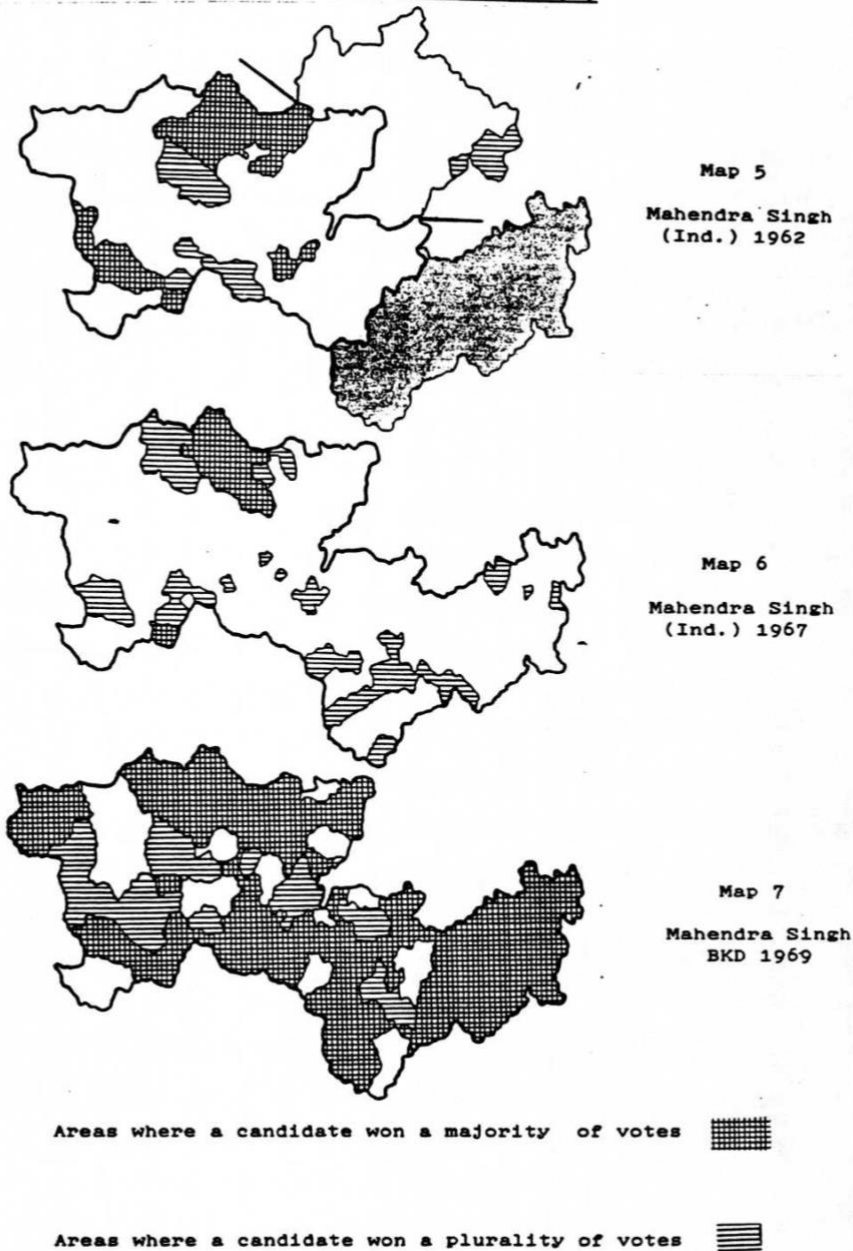 Map 5
Mahendra Singh
(Ind.) 1962
Map 6
Mahendra Singh
(Ind.) 1967
Map 7
Mahendra Singh
BKD 1969
Areas where a candidate won a majority of votes
Areas where a candidate won a plurality of votes